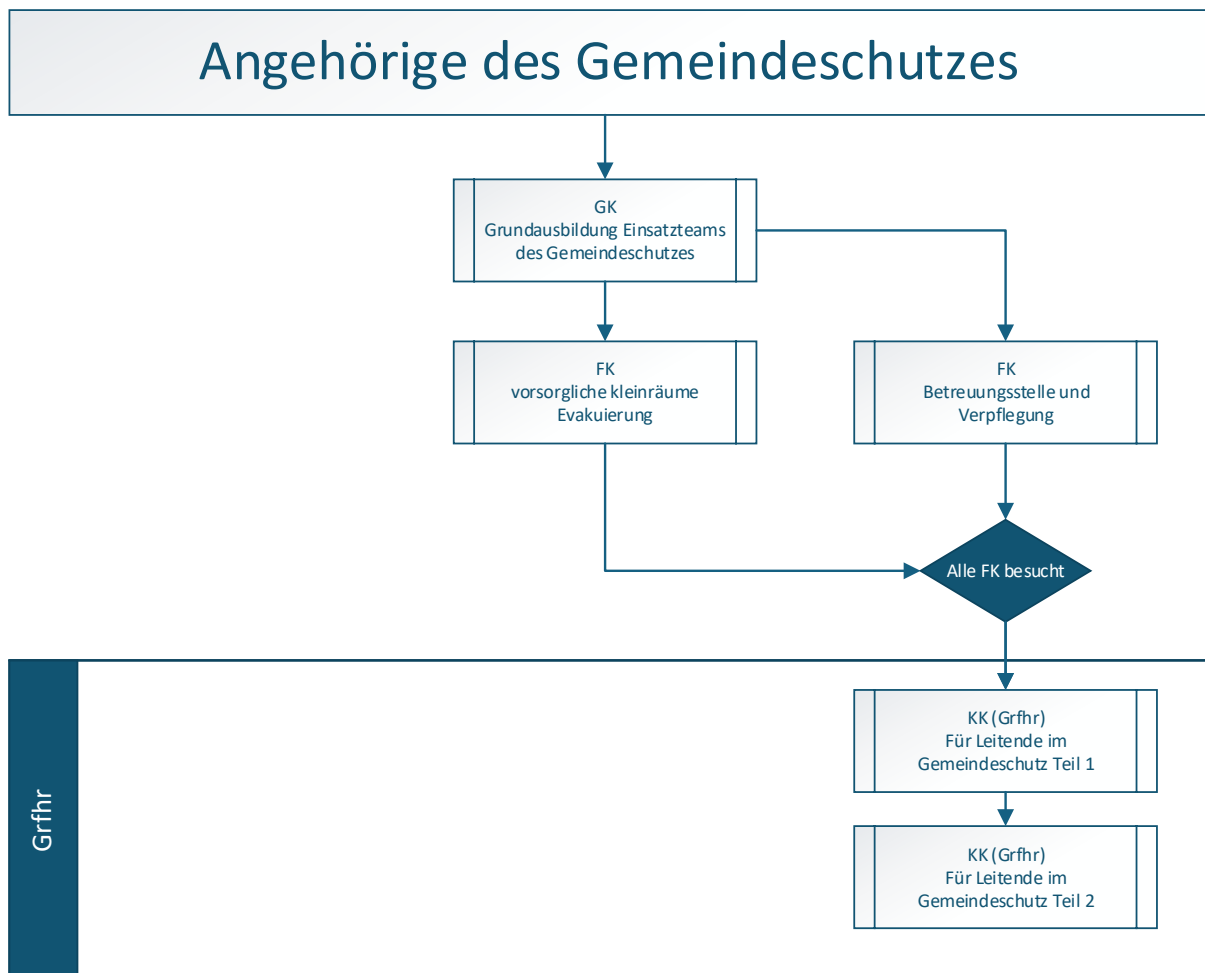 Angehörige des Gemeindeschutzes
GK
Grundausbildung Einsatzteams
des Gemeindeschutzes
FK
vorsorgliche kleinräume
Evakuierung
FK
Betreuungsstelle und
Verpflegung
Alle FK besucht
Grfhr
KK (Grfhr)
Für Leitende im
Gemeindeschutz Teil 1
KK (Grfhr)
Für Leitende im
Gemeindeschutz Teil 2